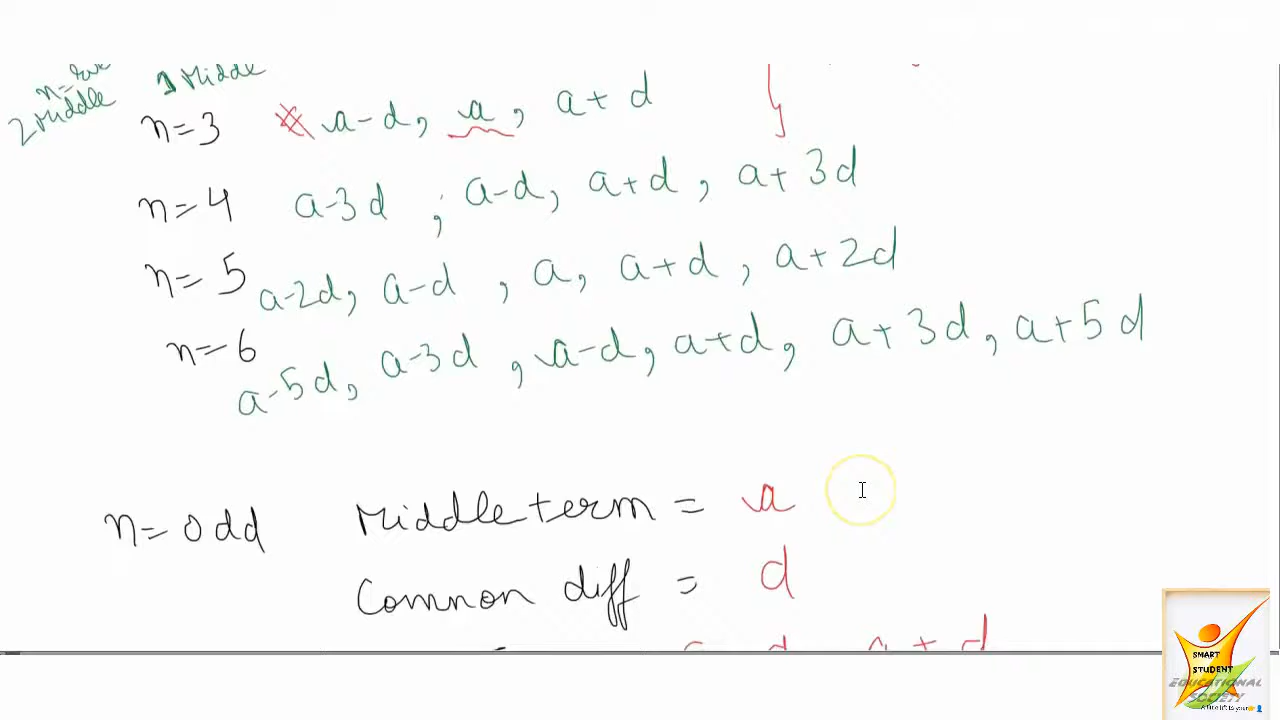 n=
1 Middle
2 Middle
n=3 a-d, a, a+d
n=4 a-3d, a-d, a+d, a+3d
n=5 a-2d, a-d, a, a+d, a+2d
n=6 a-5d, a-3d, a-d, a+d, a+3d, a+5d
n=odd Middle term = a
Common diff = d
a - d a + d
SMART
STUDENT
EDUCATIONAL
SOCIETY